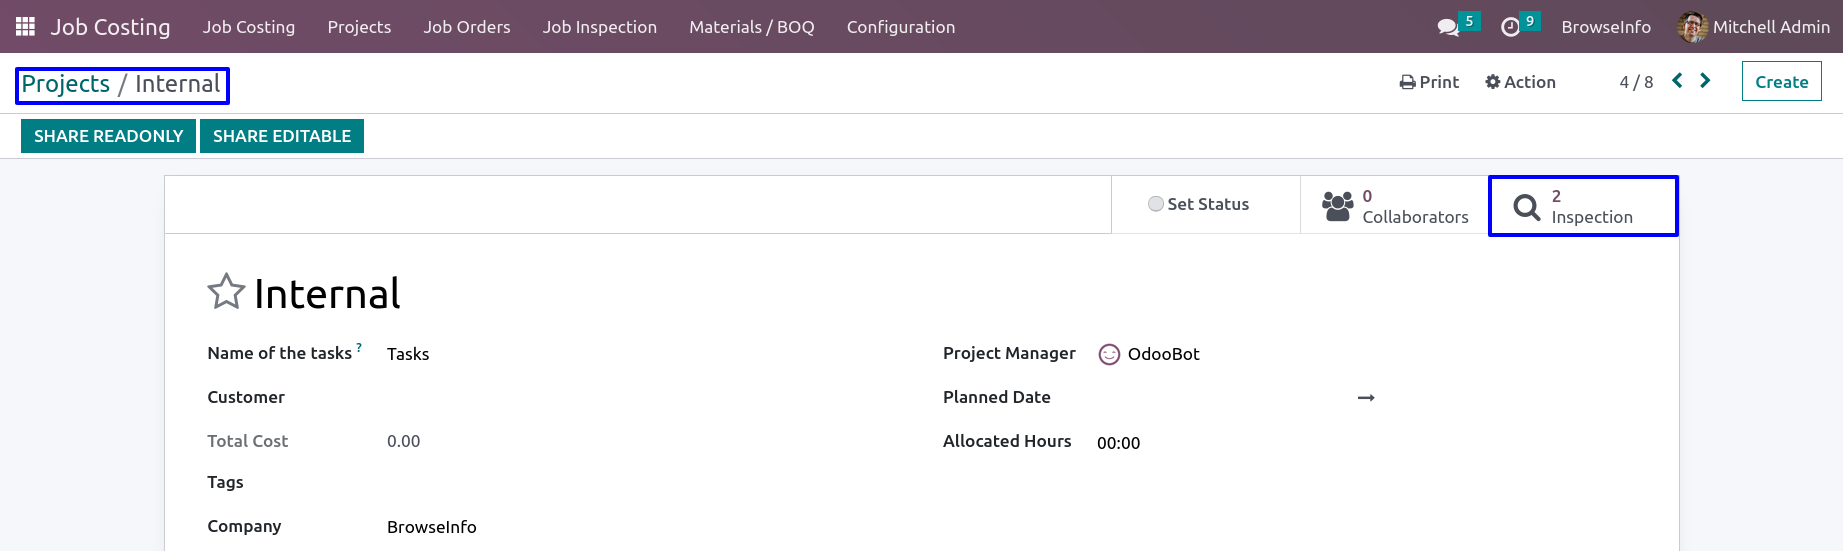 Job Costing Job Costing Projects Job Orders Job Inspection Materials / BOQ Configuration 5 9 BrowseInfo Mitchell Admin
Projects / Internal Print Action 4 / 8 Create
SHARE READONLY SHARE EDITABLE
Set Status 0 Collaborators 2 Inspection
Internal
Name of the tasks ? Tasks Project Manager OdooBot
Customer Planned Date →
Total Cost 0.00 Allocated Hours 00:00
Tags
Company BrowseInfo